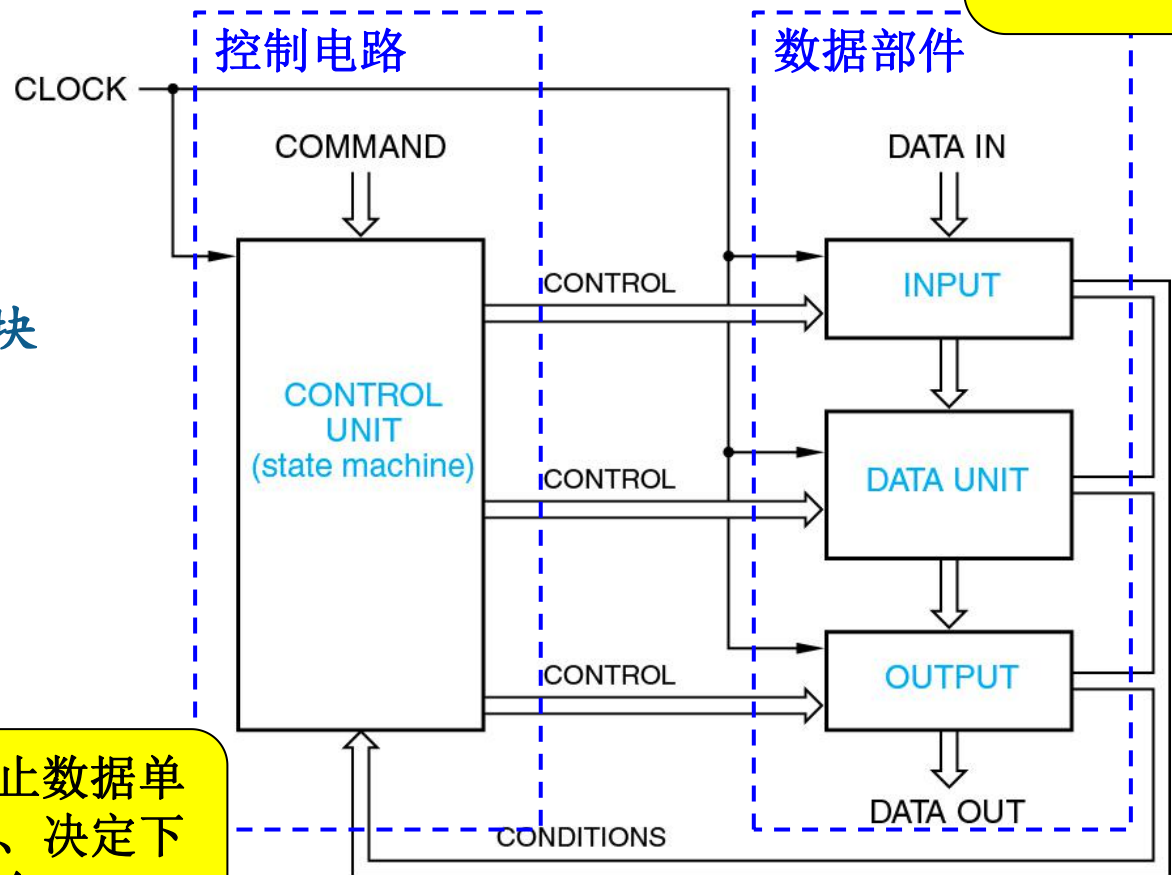 控制电路
数据部件
CLOCK
COMMAND
DATA IN
CONTROL
INPUT
块
CONTROL
UNIT
(state machine)
CONTROL
DATA UNIT
CONTROL
OUTPUT
止数据单
、决定下
DATA OUT
CONDITIONS